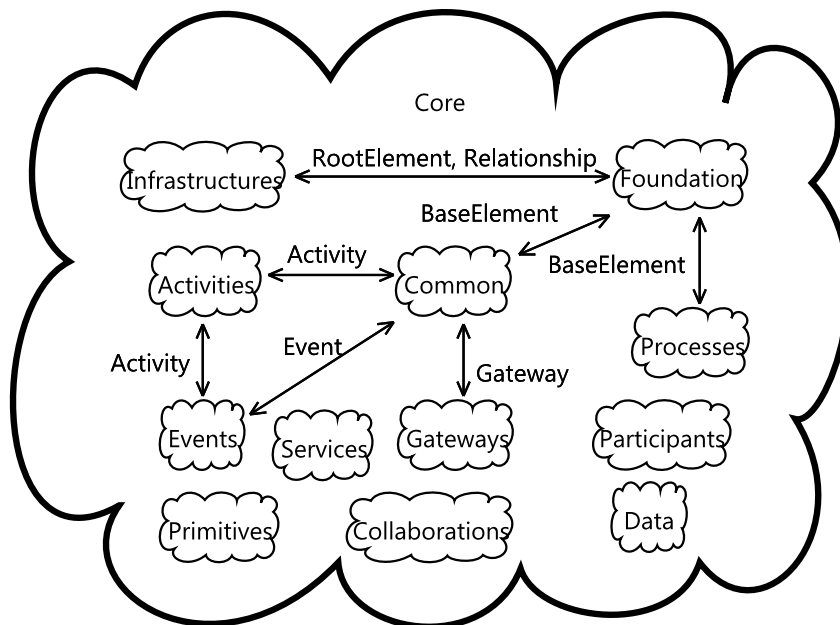 Core
RootElement, Relationship
Infrastructures
Foundation
BaseElement
Activity
BaseElement
Activities
Common
Event
Processes
Activity
Gateway
Events
Services
Gateways
Participants
Primitives
Collaborations
Data